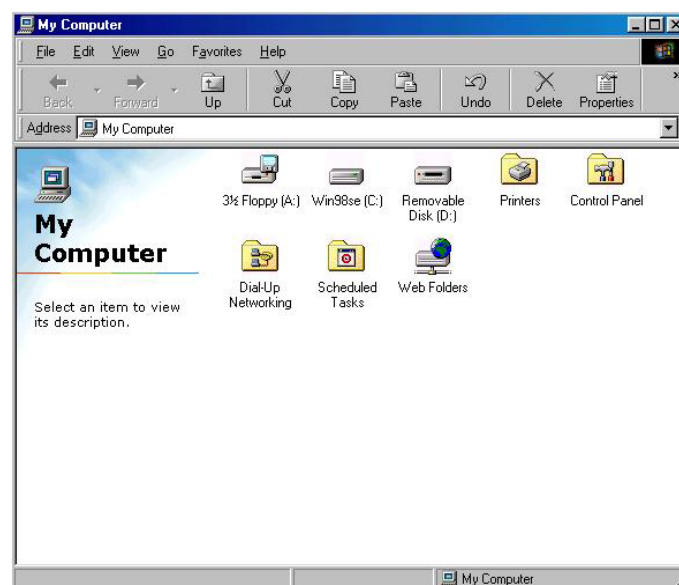 My Computer
File Edit View Go Favorites Help
Back Forward Up Cut Copy Paste Undo Delete Properties
Address My Computer
My
Computer
Select an item to view
its description.
3½ Floppy (A:) Win98se (C:) Removable Disk (D:) Printers Control Panel
Dial-Up Networking Scheduled Tasks Web Folders
My Computer